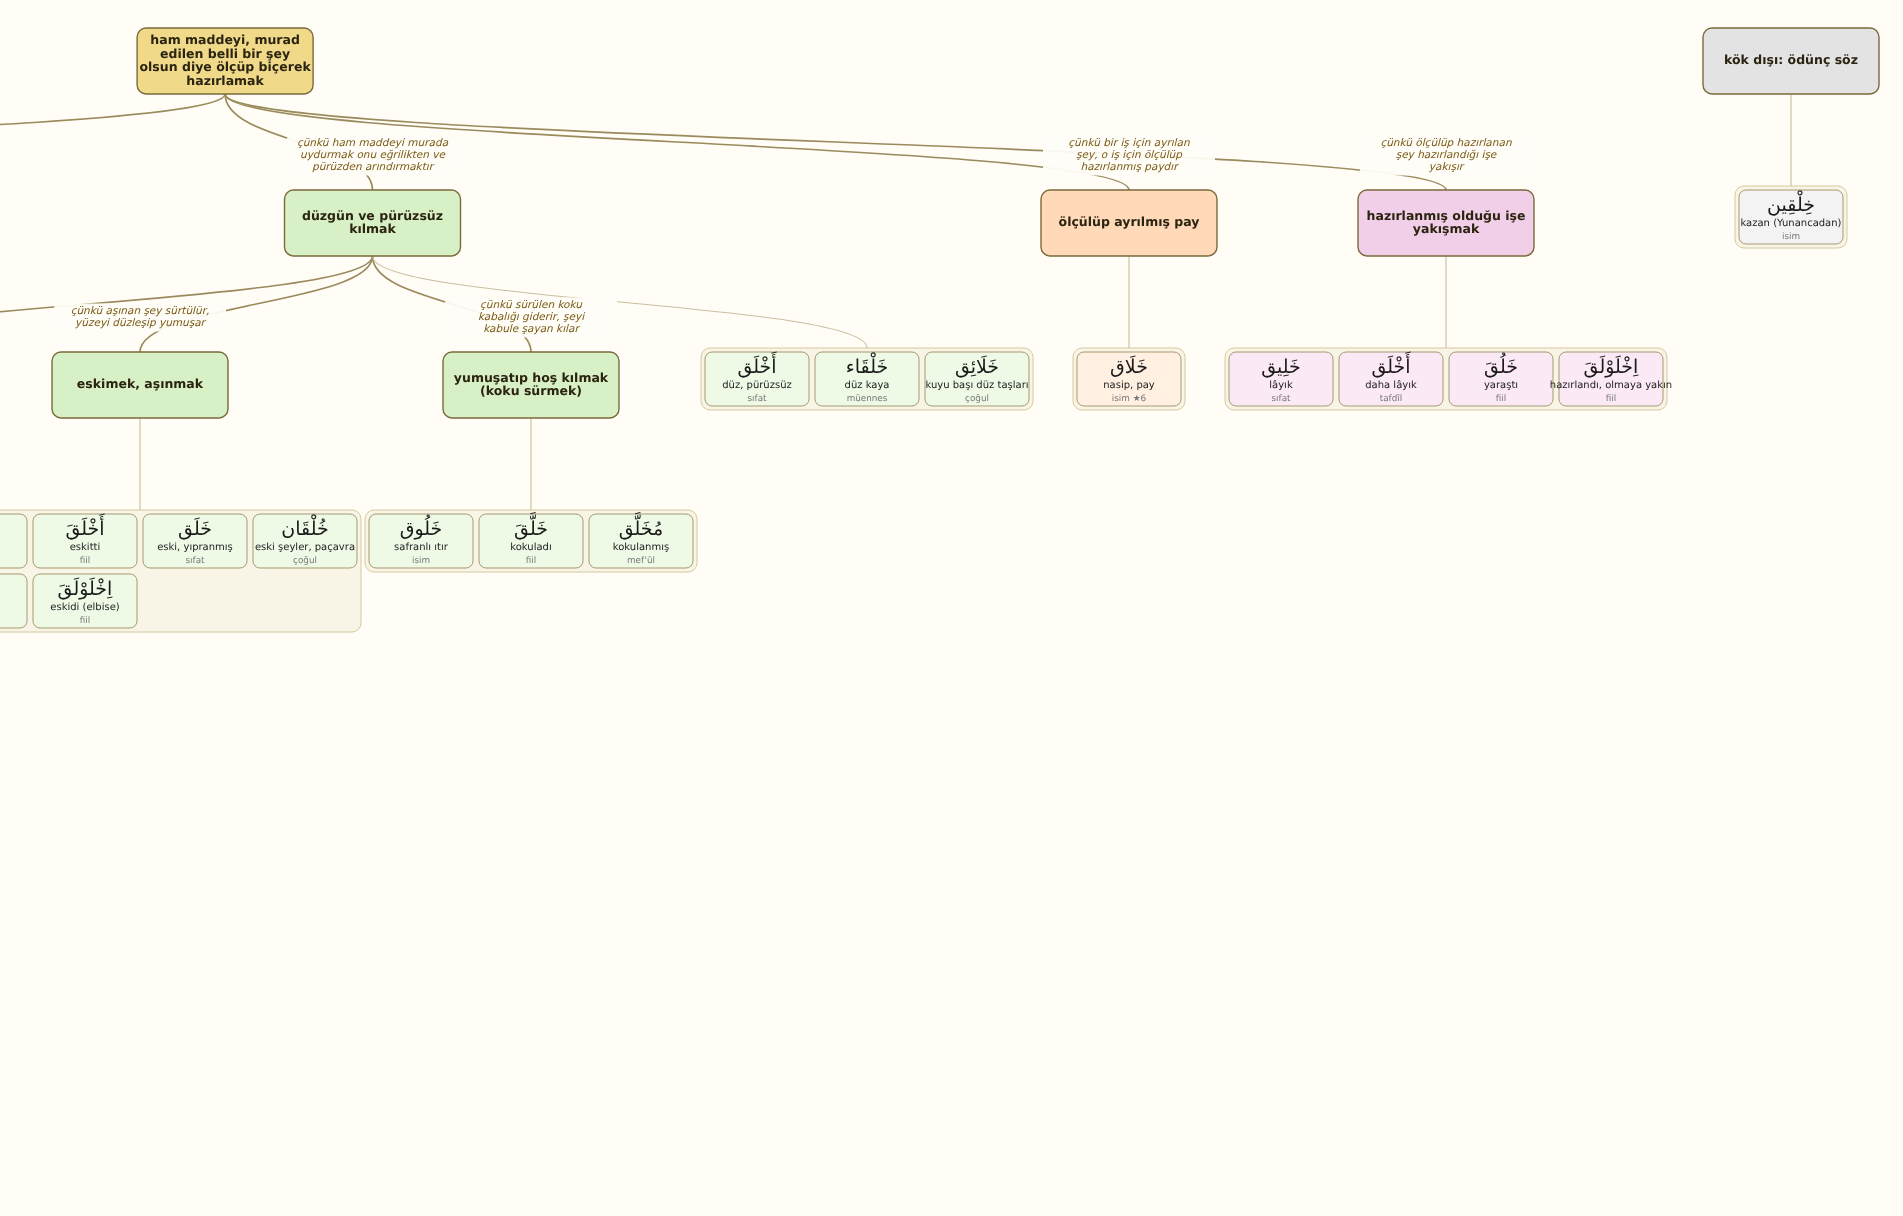 ham maddeyi, murad
edilen belli bir şey
olsun diye ölçüp biçerek
hazırlamak
kök dışı: ödünç söz
çünkü ham maddeyi murada
uydurmak onu eğrilikten ve
pürüzden arındırmaktır
çünkü bir iş için ayrılan
şey, o iş için ölçülüp
hazırlanmış paydır
çünkü ölçülüp hazırlanan
şey hazırlandığı işe
yakışır
düzgün ve pürüzsüz
kılmak
ölçülüp ayrılmış pay
hazırlanmış olduğu işe
yakışmak
خِلْقِين
kazan (Yunancadan)
isim
çünkü aşınan şey sürtülür,
yüzeyi düzleşip yumuşar
çünkü sürülen koku
kabalığı giderir, şeyi
kabule şayan kılar
eskimek, aşınmak
yumuşatıp hoş kılmak
(koku sürmek)
أَخْلَق
düz, pürüzsüz
sıfat
خَلْقَاء
düz kaya
müennes
خَلَائِق
kuyu başı düz taşları
çoğul
خَلَاق
nasip, pay
isim ★6
خَلِيق
lâyık
sıfat
أَخْلَق
daha lâyık
tafdîl
خَلُقَ
yaraştı
fiil
اِخْلَوْلَقَ
hazırlandı, olmaya yakın
fiil
أَخْلَقَ
eskitti
fiil
خَلَق
eski, yıpranmış
sıfat
خُلْقَان
eski şeyler, paçavra
çoğul
خَلُوق
safranlı ıtır
isim
خَلَّقَ
kokuladı
fiil
مُخَلَّق
kokulanmış
mef'ûl
اِخْلَوْلَقَ
eskidi (elbise)
fiil